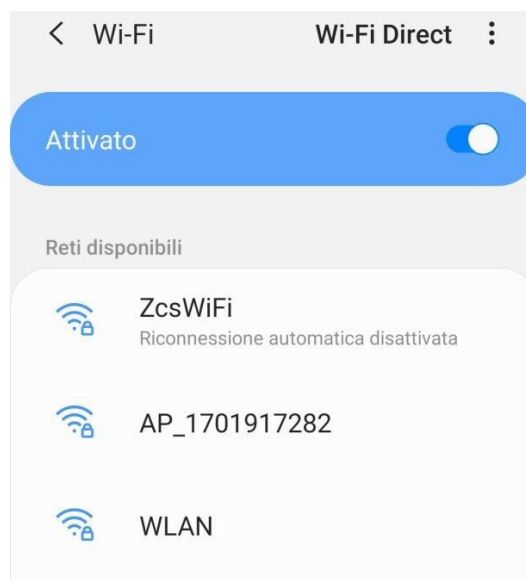 Wi-Fi Wi-Fi Direct
Attivato
Reti disponibili
ZcsWiFi
Riconnessione automatica disattivata
AP_1701917282
WLAN